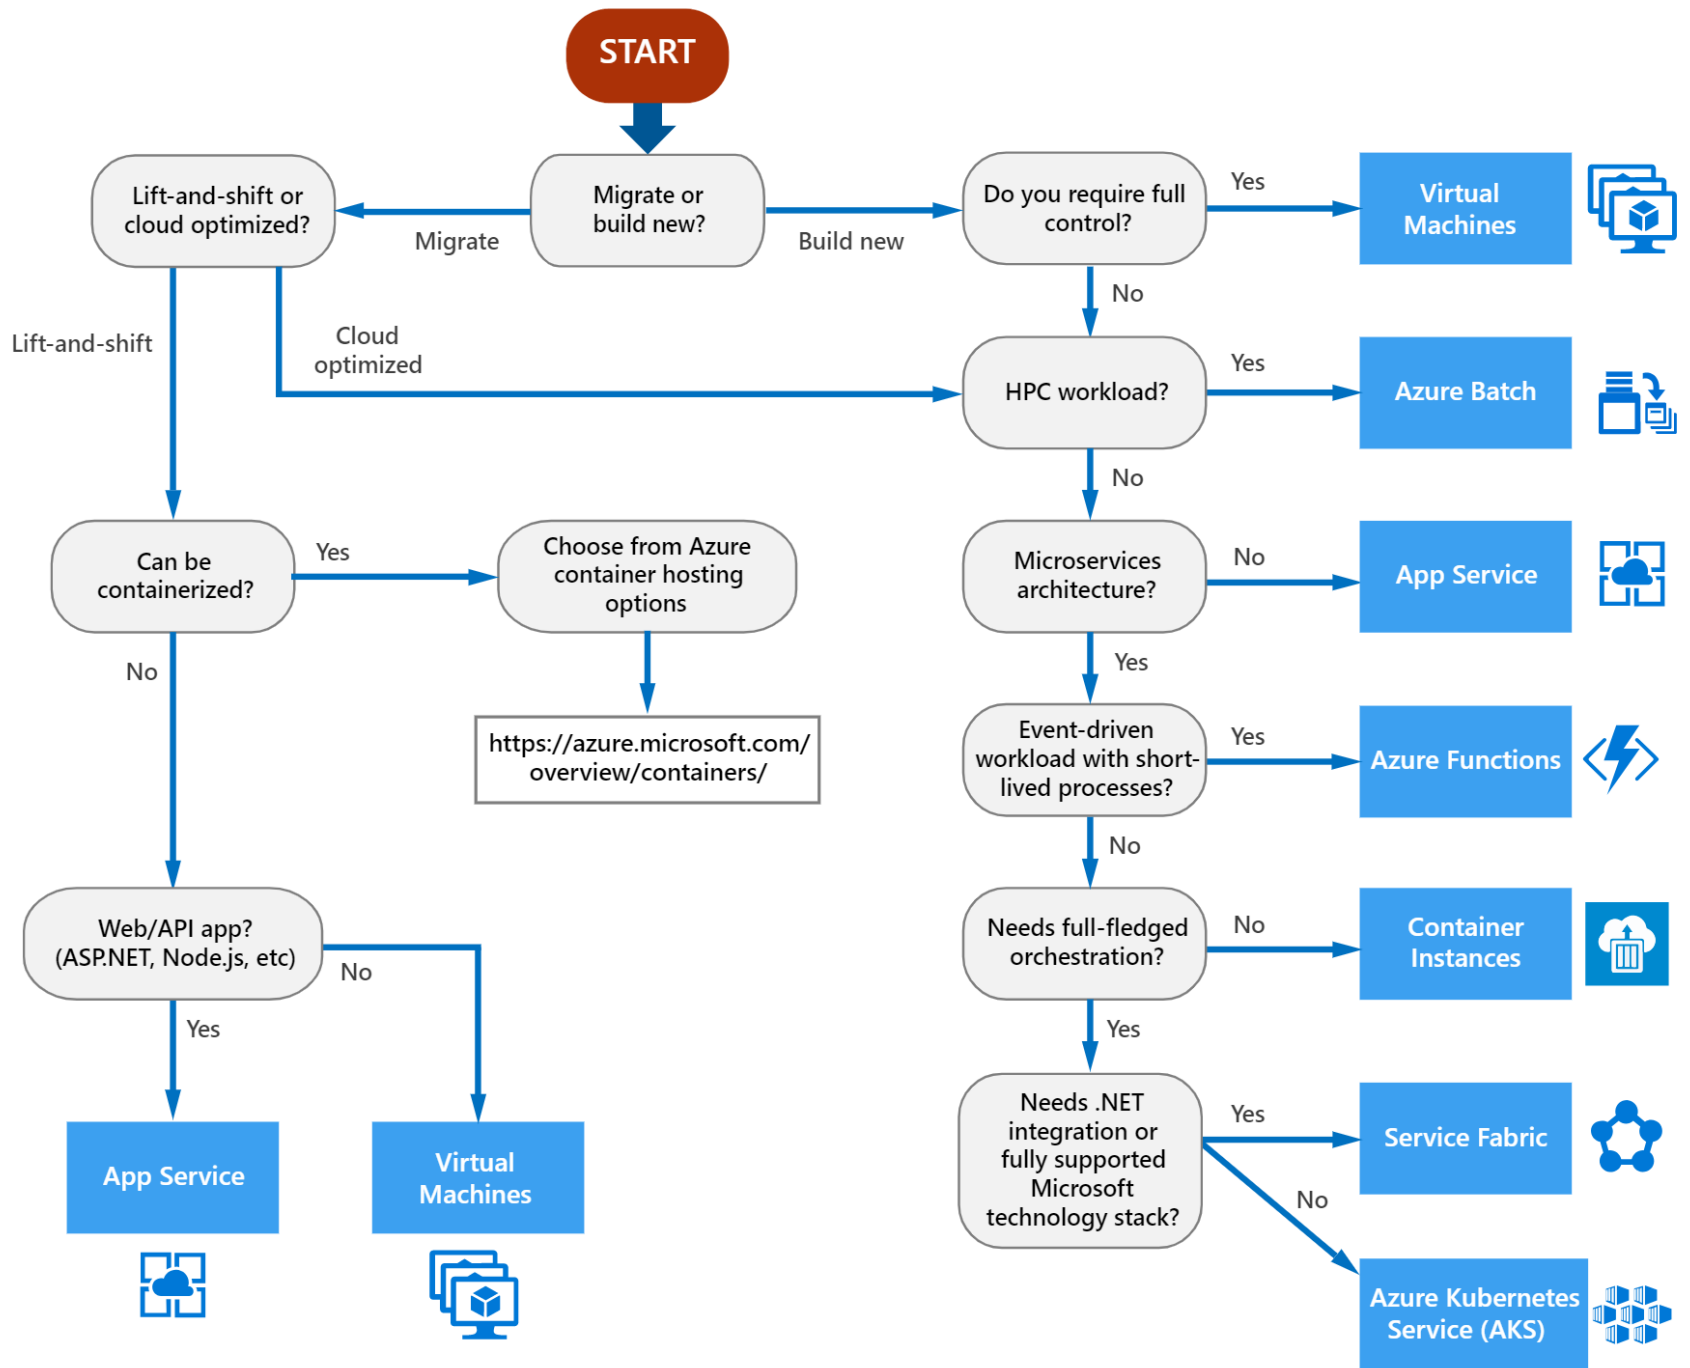 START
Lift-and-shift or
cloud optimized?
Migrate
Migrate or
build new?
Build new
Do you require full
control?
Yes
Virtual
Machines
No
Lift-and-shift
Cloud
optimized
HPC workload?
Yes
Azure Batch
No
Can be
containerized?
Yes
Choose from Azure
container hosting
options
Microservices
architecture?
No
App Service
No
Yes
https://azure.microsoft.com/
overview/containers/
Event-driven
workload with short-
lived processes?
Yes
Azure Functions
No
Web/API app?
(ASP.NET, Node.js, etc)
No
Needs full-fledged
orchestration?
No
Container
Instances
Yes
Yes
App Service
Virtual
Machines
Needs .NET
integration or
fully supported
Microsoft
technology stack?
Yes
Service Fabric
No
Azure Kubernetes
Service (AKS)